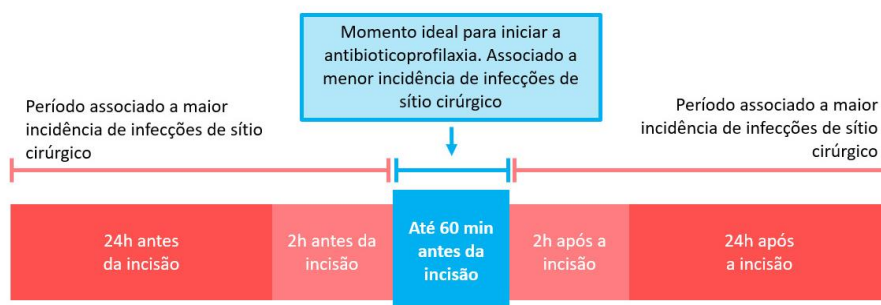 Momento ideal para iniciar a
antibioticoprofilaxia. Associado a
menor incidência de infecções de
sítio cirúrgico
Período associado a maior
incidência de infecções de sítio
cirúrgico
Período associado a maior
incidência de infecções de sítio
cirúrgico
24h antes
da incisão
2h antes da
incisão
Até 60 min
antes da
incisão
2h após a
incisão
24h após
a incisão